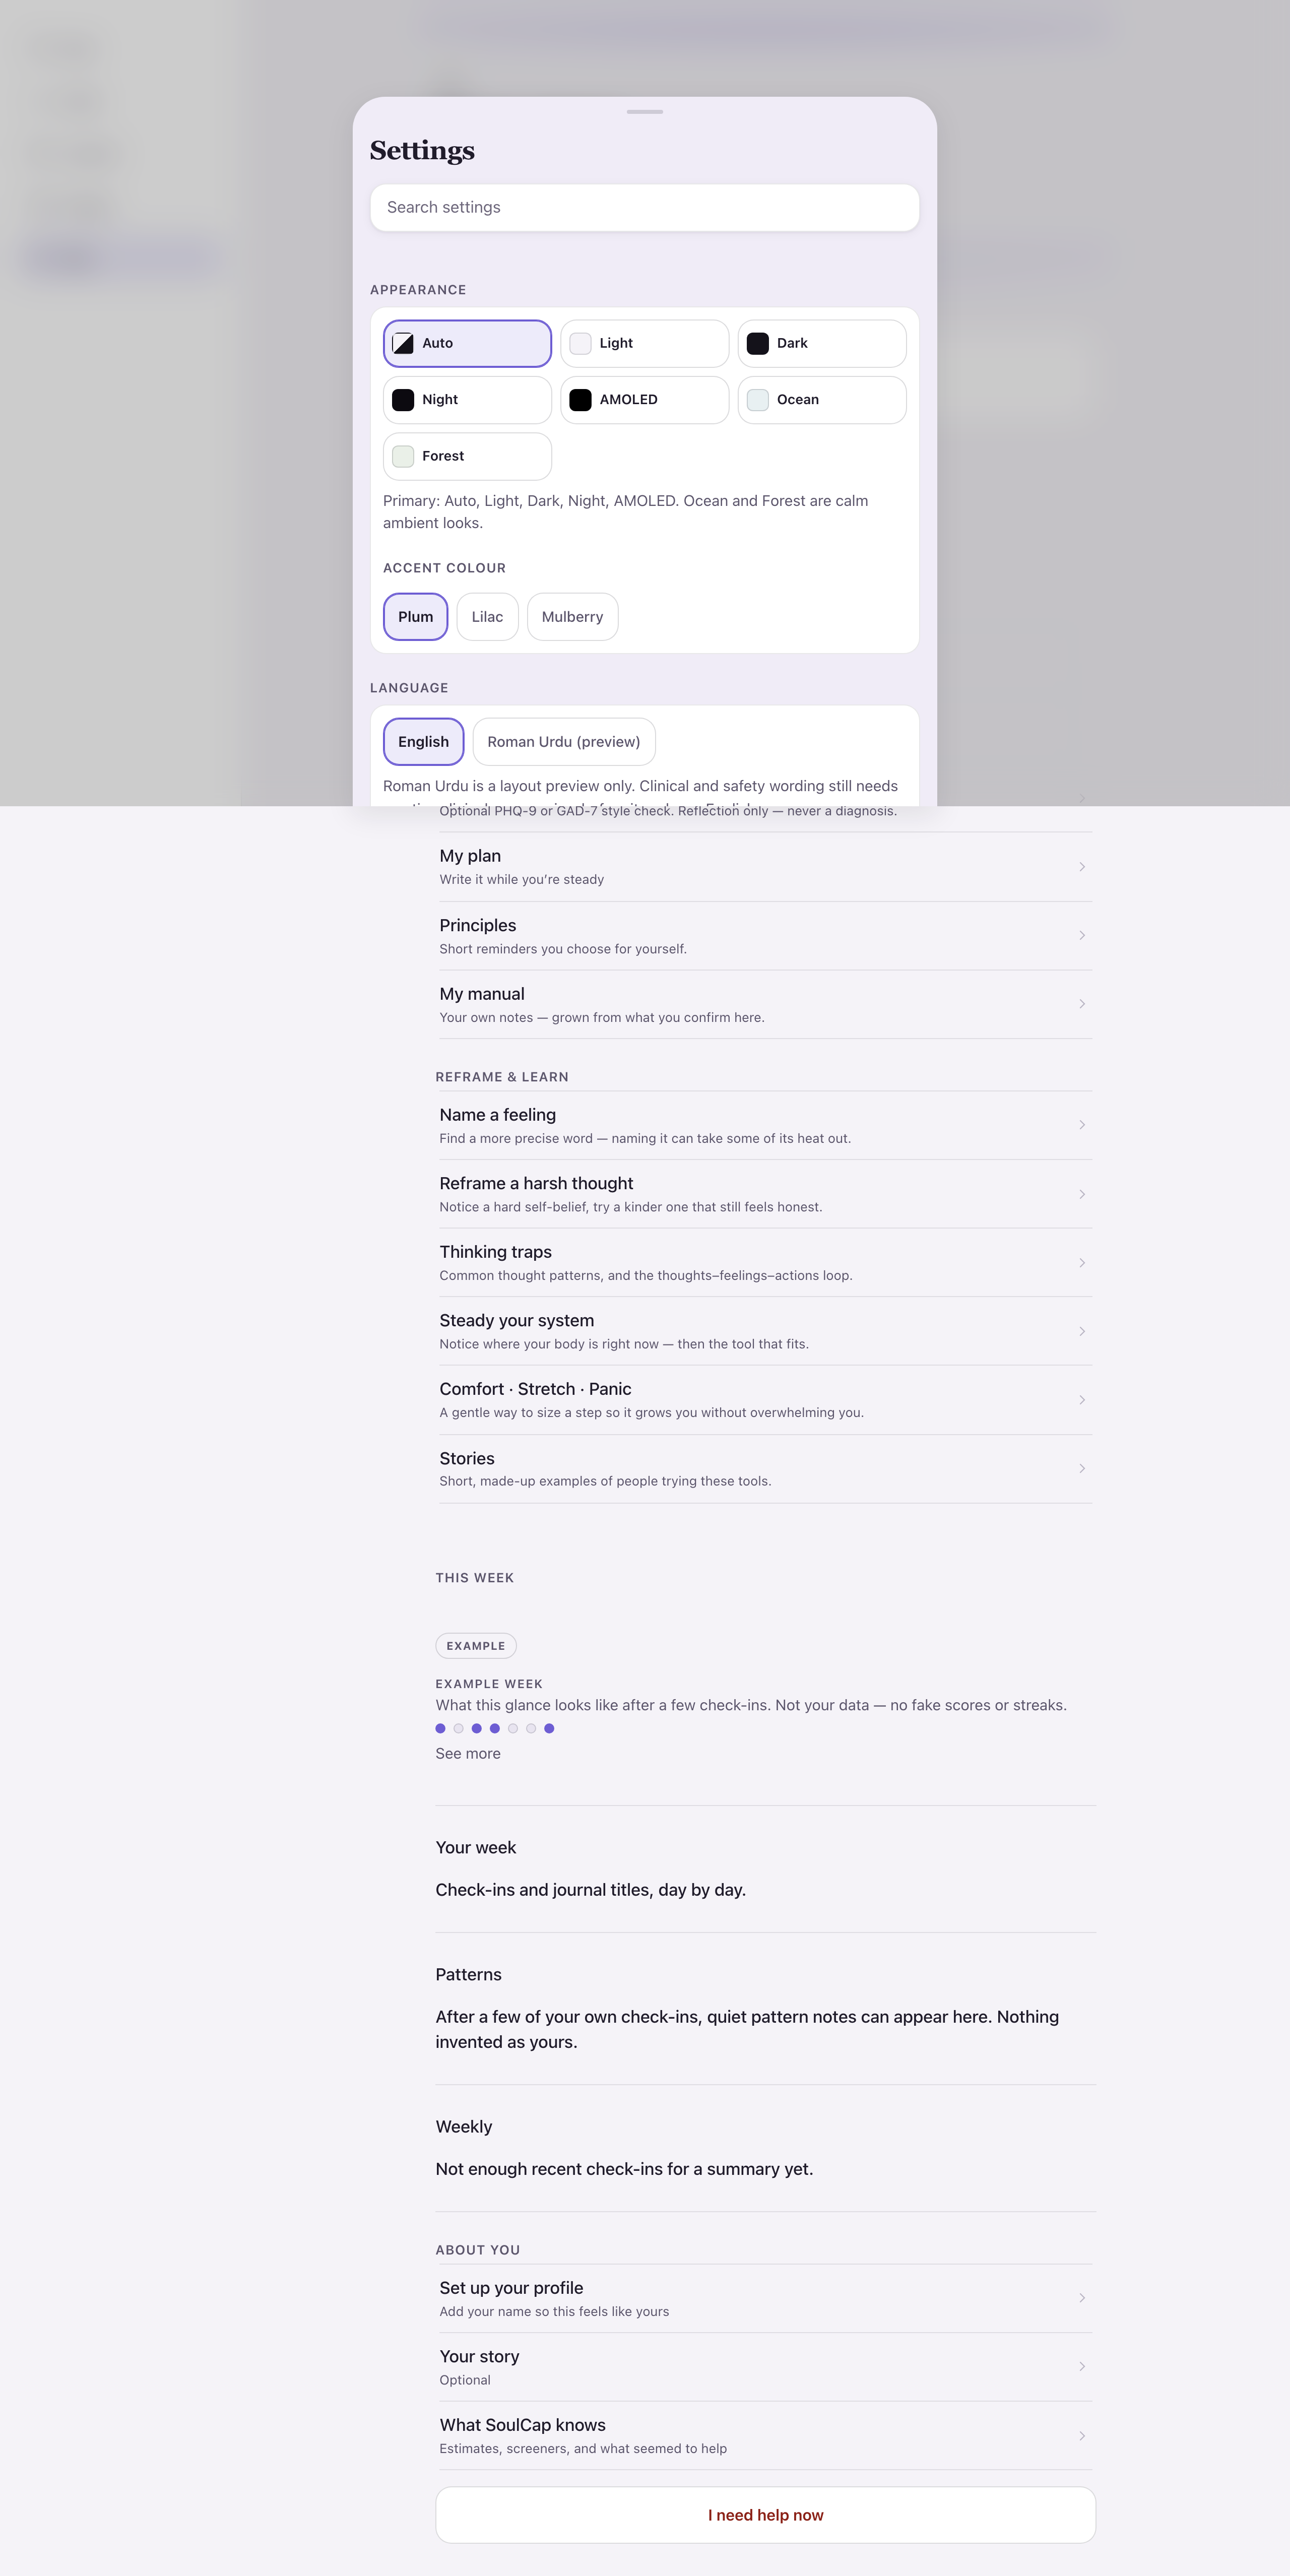 Settings
Search settings
APPEARANCE
Auto
Light
Dark
Night
AMOLED
Ocean
Forest
Primary: Auto, Light, Dark, Night, AMOLED. Ocean and Forest are calm
ambient looks.
ACCENT COLOUR
Plum
Lilac
Mulberry
LANGUAGE
English
Roman Urdu (preview)
Roman Urdu is a layout preview only. Clinical and safety wording still needs
Optional PHQ-9 or GAD-7 style check. Reflection only — never a diagnosis.
My plan
Write it while you’re steady
Principles
Short reminders you choose for yourself.
My manual
Your own notes — grown from what you confirm here.
REFRAME & LEARN
Name a feeling
Find a more precise word — naming it can take some of its heat out.
Reframe a harsh thought
Notice a hard self-belief, try a kinder one that still feels honest.
Thinking traps
Common thought patterns, and the thoughts–feelings–actions loop.
Steady your system
Notice where your body is right now — then the tool that fits.
Comfort · Stretch · Panic
A gentle way to size a step so it grows you without overwhelming you.
Stories
Short, made-up examples of people trying these tools.
THIS WEEK
EXAMPLE
EXAMPLE WEEK
What this glance looks like after a few check-ins. Not your data — no fake scores or streaks.
See more
Your week
Check-ins and journal titles, day by day.
Patterns
After a few of your own check-ins, quiet pattern notes can appear here. Nothing
invented as yours.
Weekly
Not enough recent check-ins for a summary yet.
ABOUT YOU
Set up your profile
Add your name so this feels like yours
Your story
Optional
What SoulCap knows
Estimates, screeners, and what seemed to help
I need help now